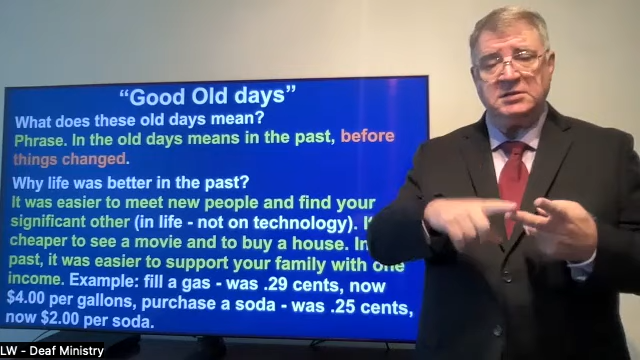 “Good Old days”
What does these old days mean?
Phrase. In the old days means in the past, before
things changed.
Why life was better in the past?
It was easier to meet new people and find your
significant other (in life - not on technology). It
cheaper to see a movie and to buy a house. In
past, it was easier to support your family with one
income. Example: fill a gas - was .29 cents, now
$4.00 per gallons, purchase a soda - was .25 cents,
now $2.00 per soda.
LW - Deaf Ministry